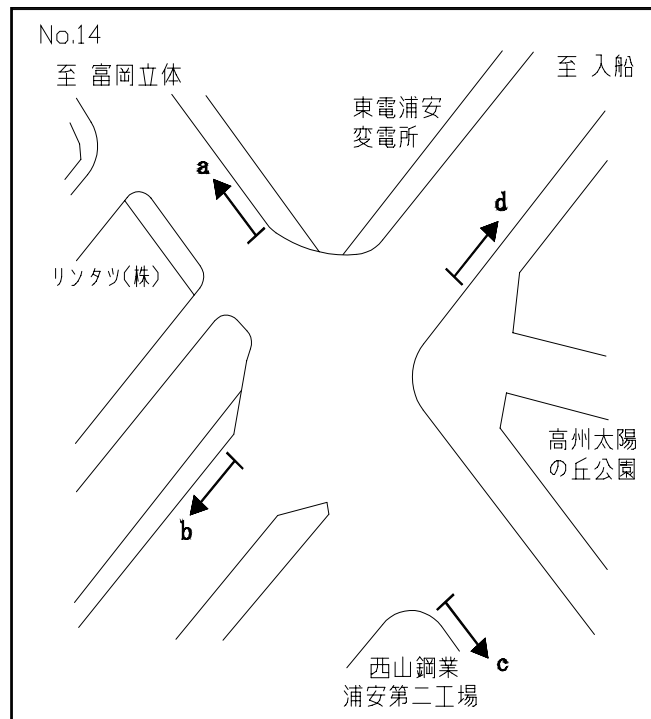 No.14
至 富岡立体
至 入船
東電浦安
変電所
a
d
リンタツ(株)
高州太陽
の丘公園
b
西山鋼業
浦安第二工場
c